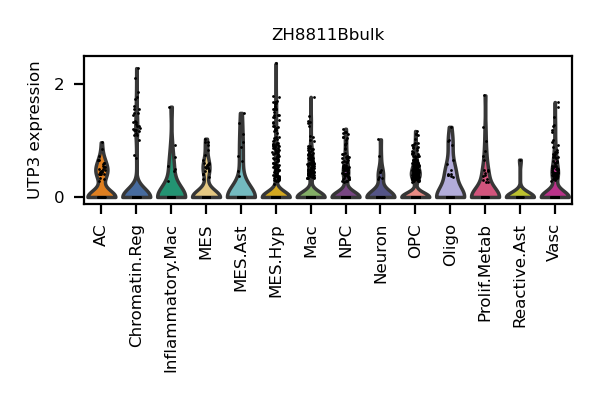 ZH8811Bbulk
UTP3 expression
2
0
AC
Chromatin.Reg
Inflammatory.Mac
MES
MES.Ast
MES.Hyp
Mac
NPC
Neuron
OPC
Oligo
Prolif.Metab
Reactive.Ast
Vasc